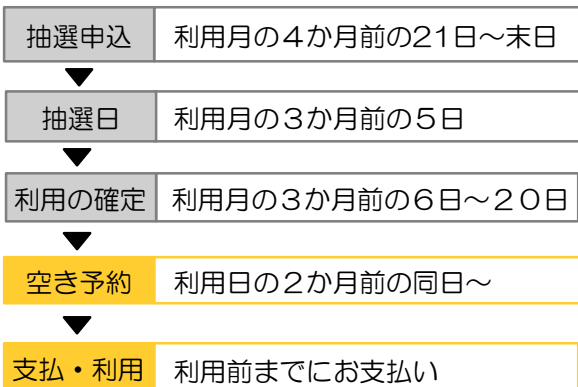 抽選申込 利用月の４か月前の21日～末日
抽選日 利用月の３か月前の５日
利用の確定 利用月の３か月前の６日～２０日
空き予約 利用日の２か月前の同日～
支払・利用 利用前までにお支払い